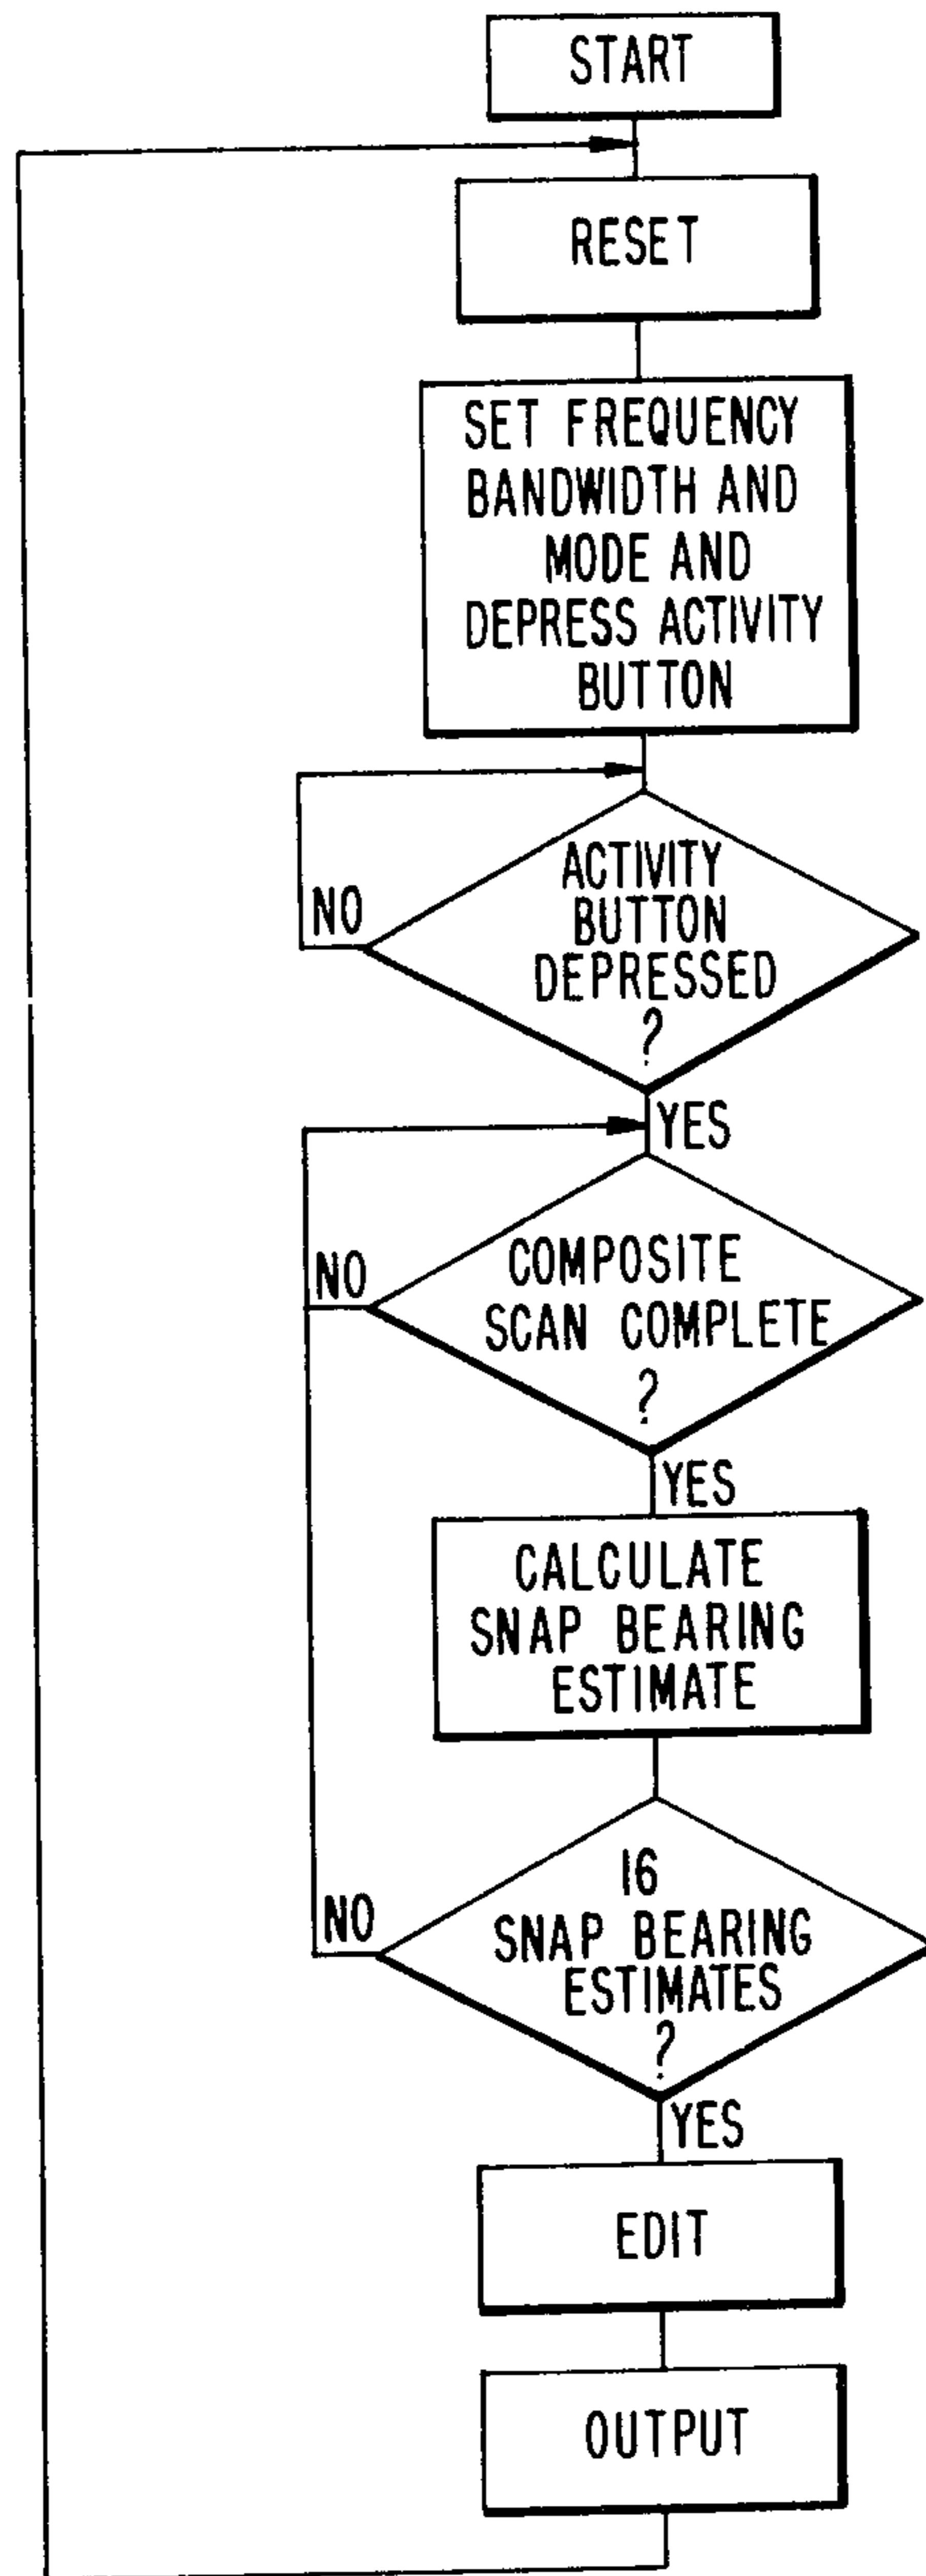 START
RESET
SET FREQUENCY
BANDWIDTH AND
MODE AND
DEPRESS ACTIVITY
BUTTON
ACTIVITY
BUTTON
DEPRESSED
?
NO
YES
COMPOSITE
SCAN COMPLETE
?
NO
YES
CALCULATE
SNAP BEARING
ESTIMATE
16
SNAP BEARING
ESTIMATES
?
NO
YES
EDIT
OUTPUT